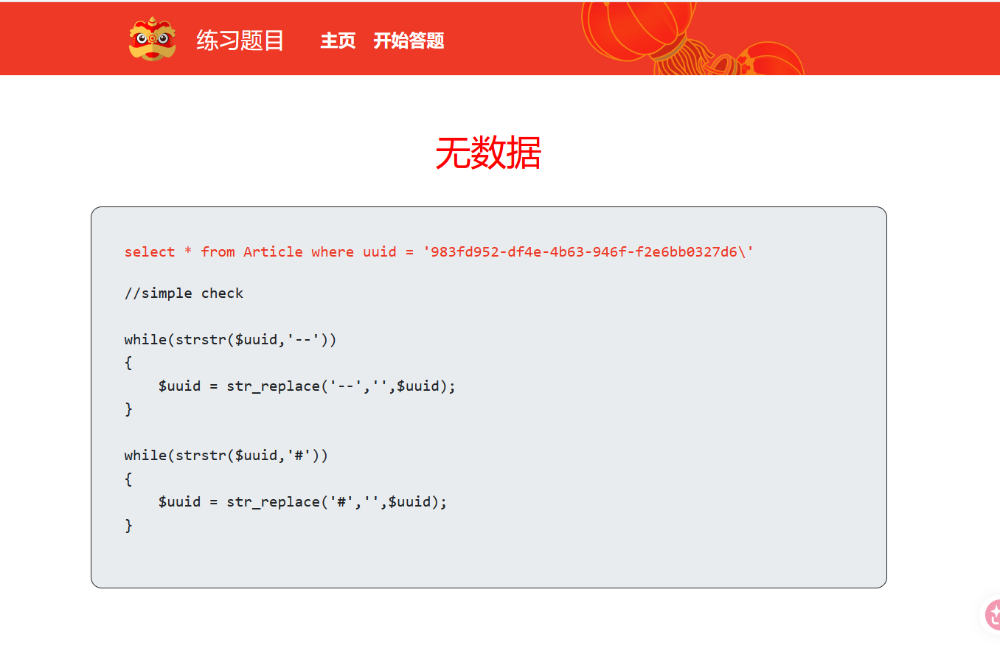 练习题目 主页 开始答题
无数据
select * from Article where uuid = '983fd952-df4e-4b63-946f-f2e6bb0327d6\'
//simple check
while(strstr($uuid,'--'))
{
    $uuid = str_replace('--','',$uuid);
}
while(strstr($uuid,'#'))
{
    $uuid = str_replace('#','',$uuid);
}